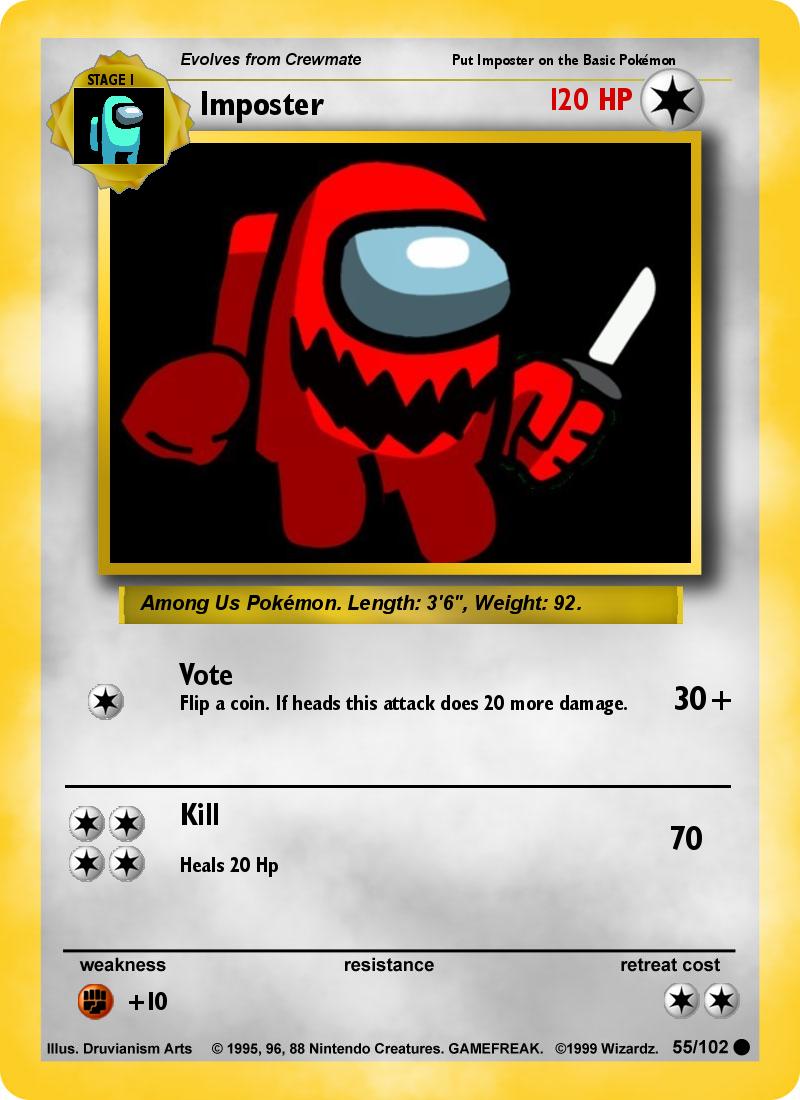 Evolves from Crewmate
Put Imposter on the Basic Pokémon
STAGE 1
Imposter
120 HP
Among Us Pokémon. Length: 3'6", Weight: 92.
Vote
Flip a coin. If heads this attack does 20 more damage.
30+
Kill
70
Heals 20 Hp
weakness
resistance
retreat cost
+10
Illus. Druvianism Arts © 1995, 96, 88 Nintendo Creatures. GAMEFREAK. ©1999 Wizardz. 55/102